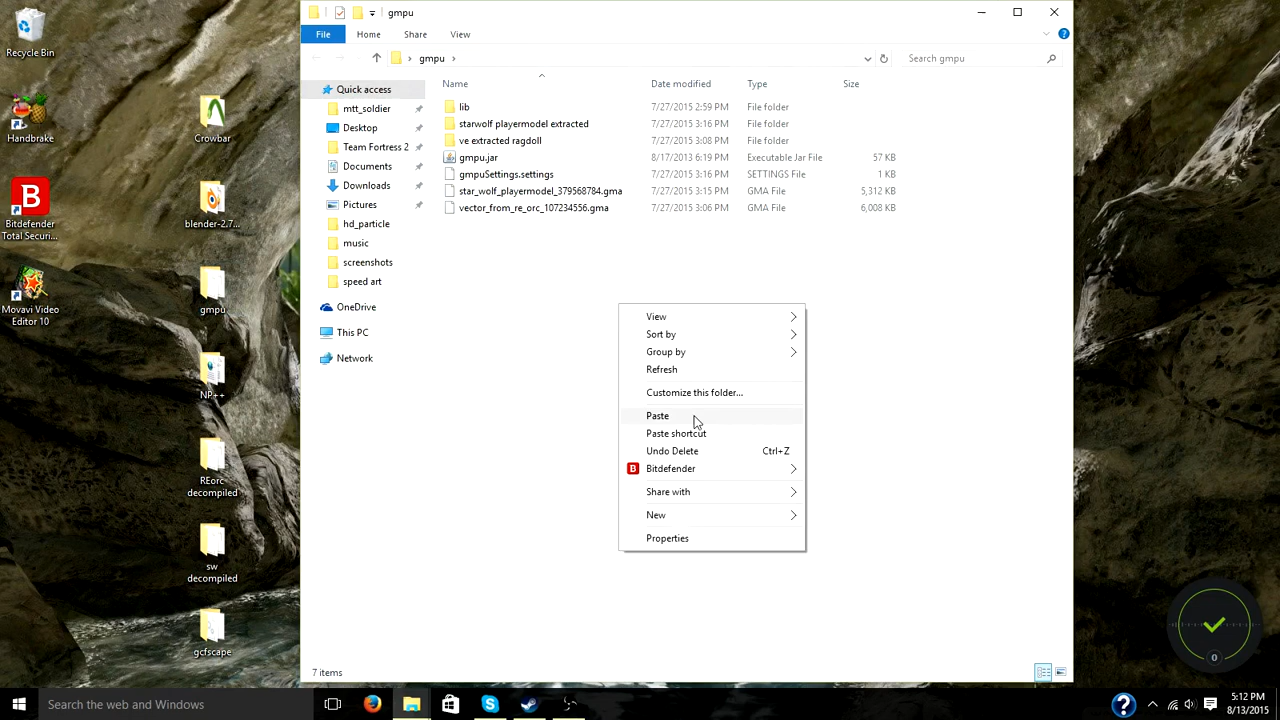 gmpu
File Home Share View
gmpu
Search gmpu
Name Date modified Type Size
Quick access
mtt_soldier
Desktop
Team Fortress 2
Documents
Downloads
Pictures
hd_particle
music
screenshots
speed art
OneDrive
This PC
Network
lib 7/27/2015 2:59 PM File folder
starwolf playermodel extracted 7/27/2015 3:16 PM File folder
ve extracted ragdoll 7/27/2015 3:08 PM File folder
gmpu.jar 8/17/2013 6:19 PM Executable Jar File 57 KB
gmpuSettings.settings 7/27/2015 3:16 PM SETTINGS File 1 KB
star_wolf_playermodel_379568784.gma 7/27/2015 3:15 PM GMA File 5,312 KB
vector_from_re_orc_107234556.gma 7/27/2015 3:06 PM GMA File 6,008 KB
View
Sort by
Group by
Refresh
Customize this folder...
Paste
Paste shortcut
Undo Delete Ctrl+Z
B Bitdefender
Share with
New
Properties
7 items
Recycle Bin
Handbrake
B
Bitdefender
Total Securi...
Movavi Video
Editor 10
Crowbar
blender-2.7...
gmpu
NP++
REorc
decompiled
sw
decompiled
gcfscape
0
Search the web and Windows
5:12 PM
8/13/2015